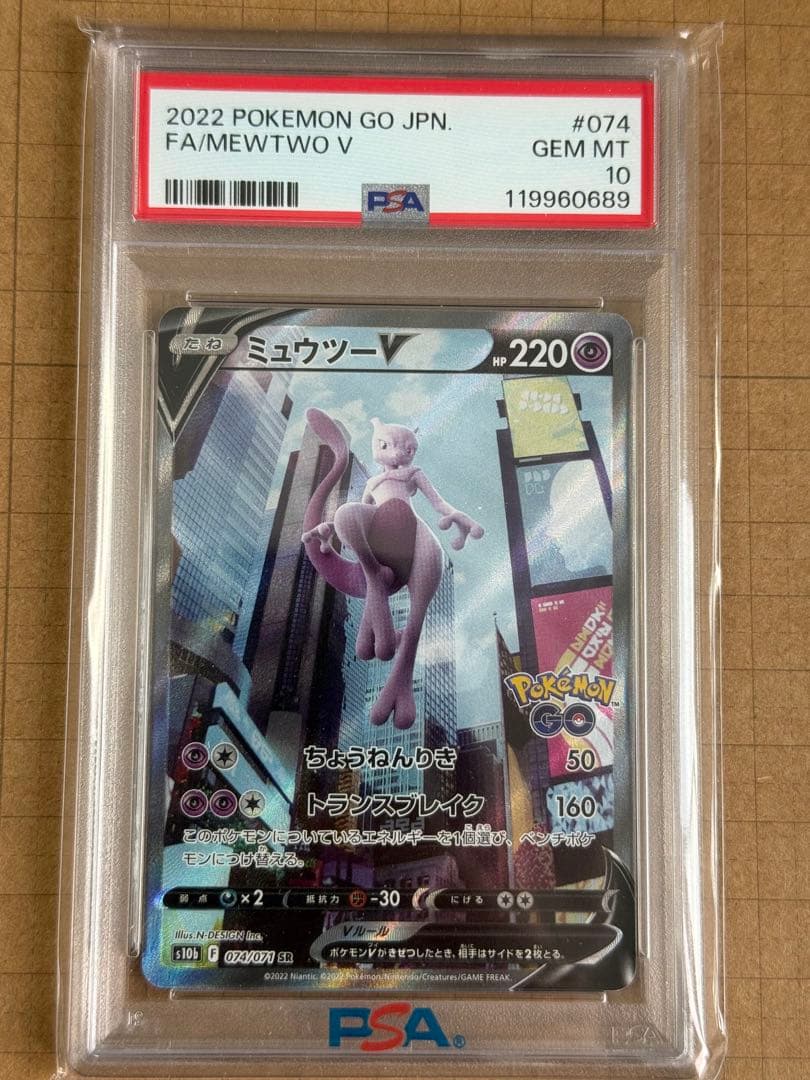 2022 POKEMON GO JPN. #074
FA/MEWTWO V GEM MT
10
PSA 119960689
たね ミュウツーV HP 220
Pokémon
GO
ちょうねんりき 50
トランスブレイク 160
このポケモンについているエネルギーを1個選び、ベンチポケ
モンにつけ替える。
弱点 ×2 抵抗力 -30 にげる
Illus.N-DESIGN Inc.
Vルール
ポケモンVがきぜつしたとき、相手はサイドを2枚とる。
s10b F 074/071 SR
©2022 Niantic. ©2022 Pokémon/Nintendo/Creatures/GAME FREAK.
PSA®